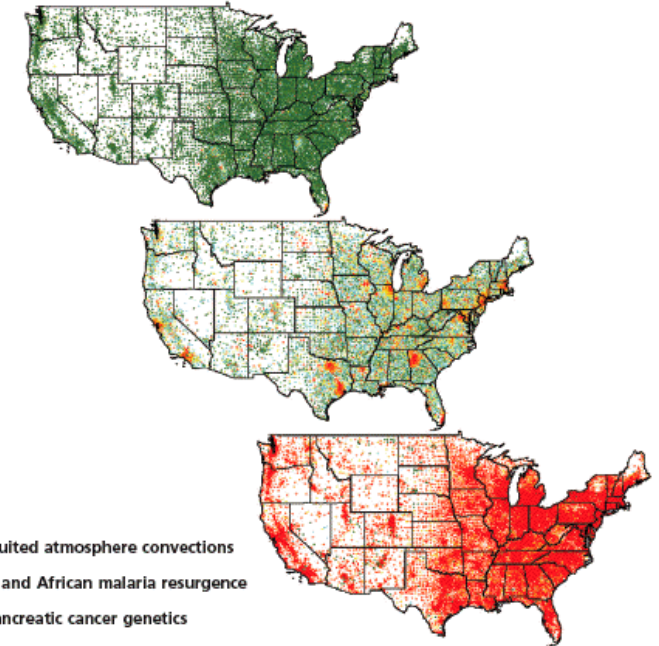 uited atmosphere convections
and African malaria resurgence
ancreatic cancer genetics